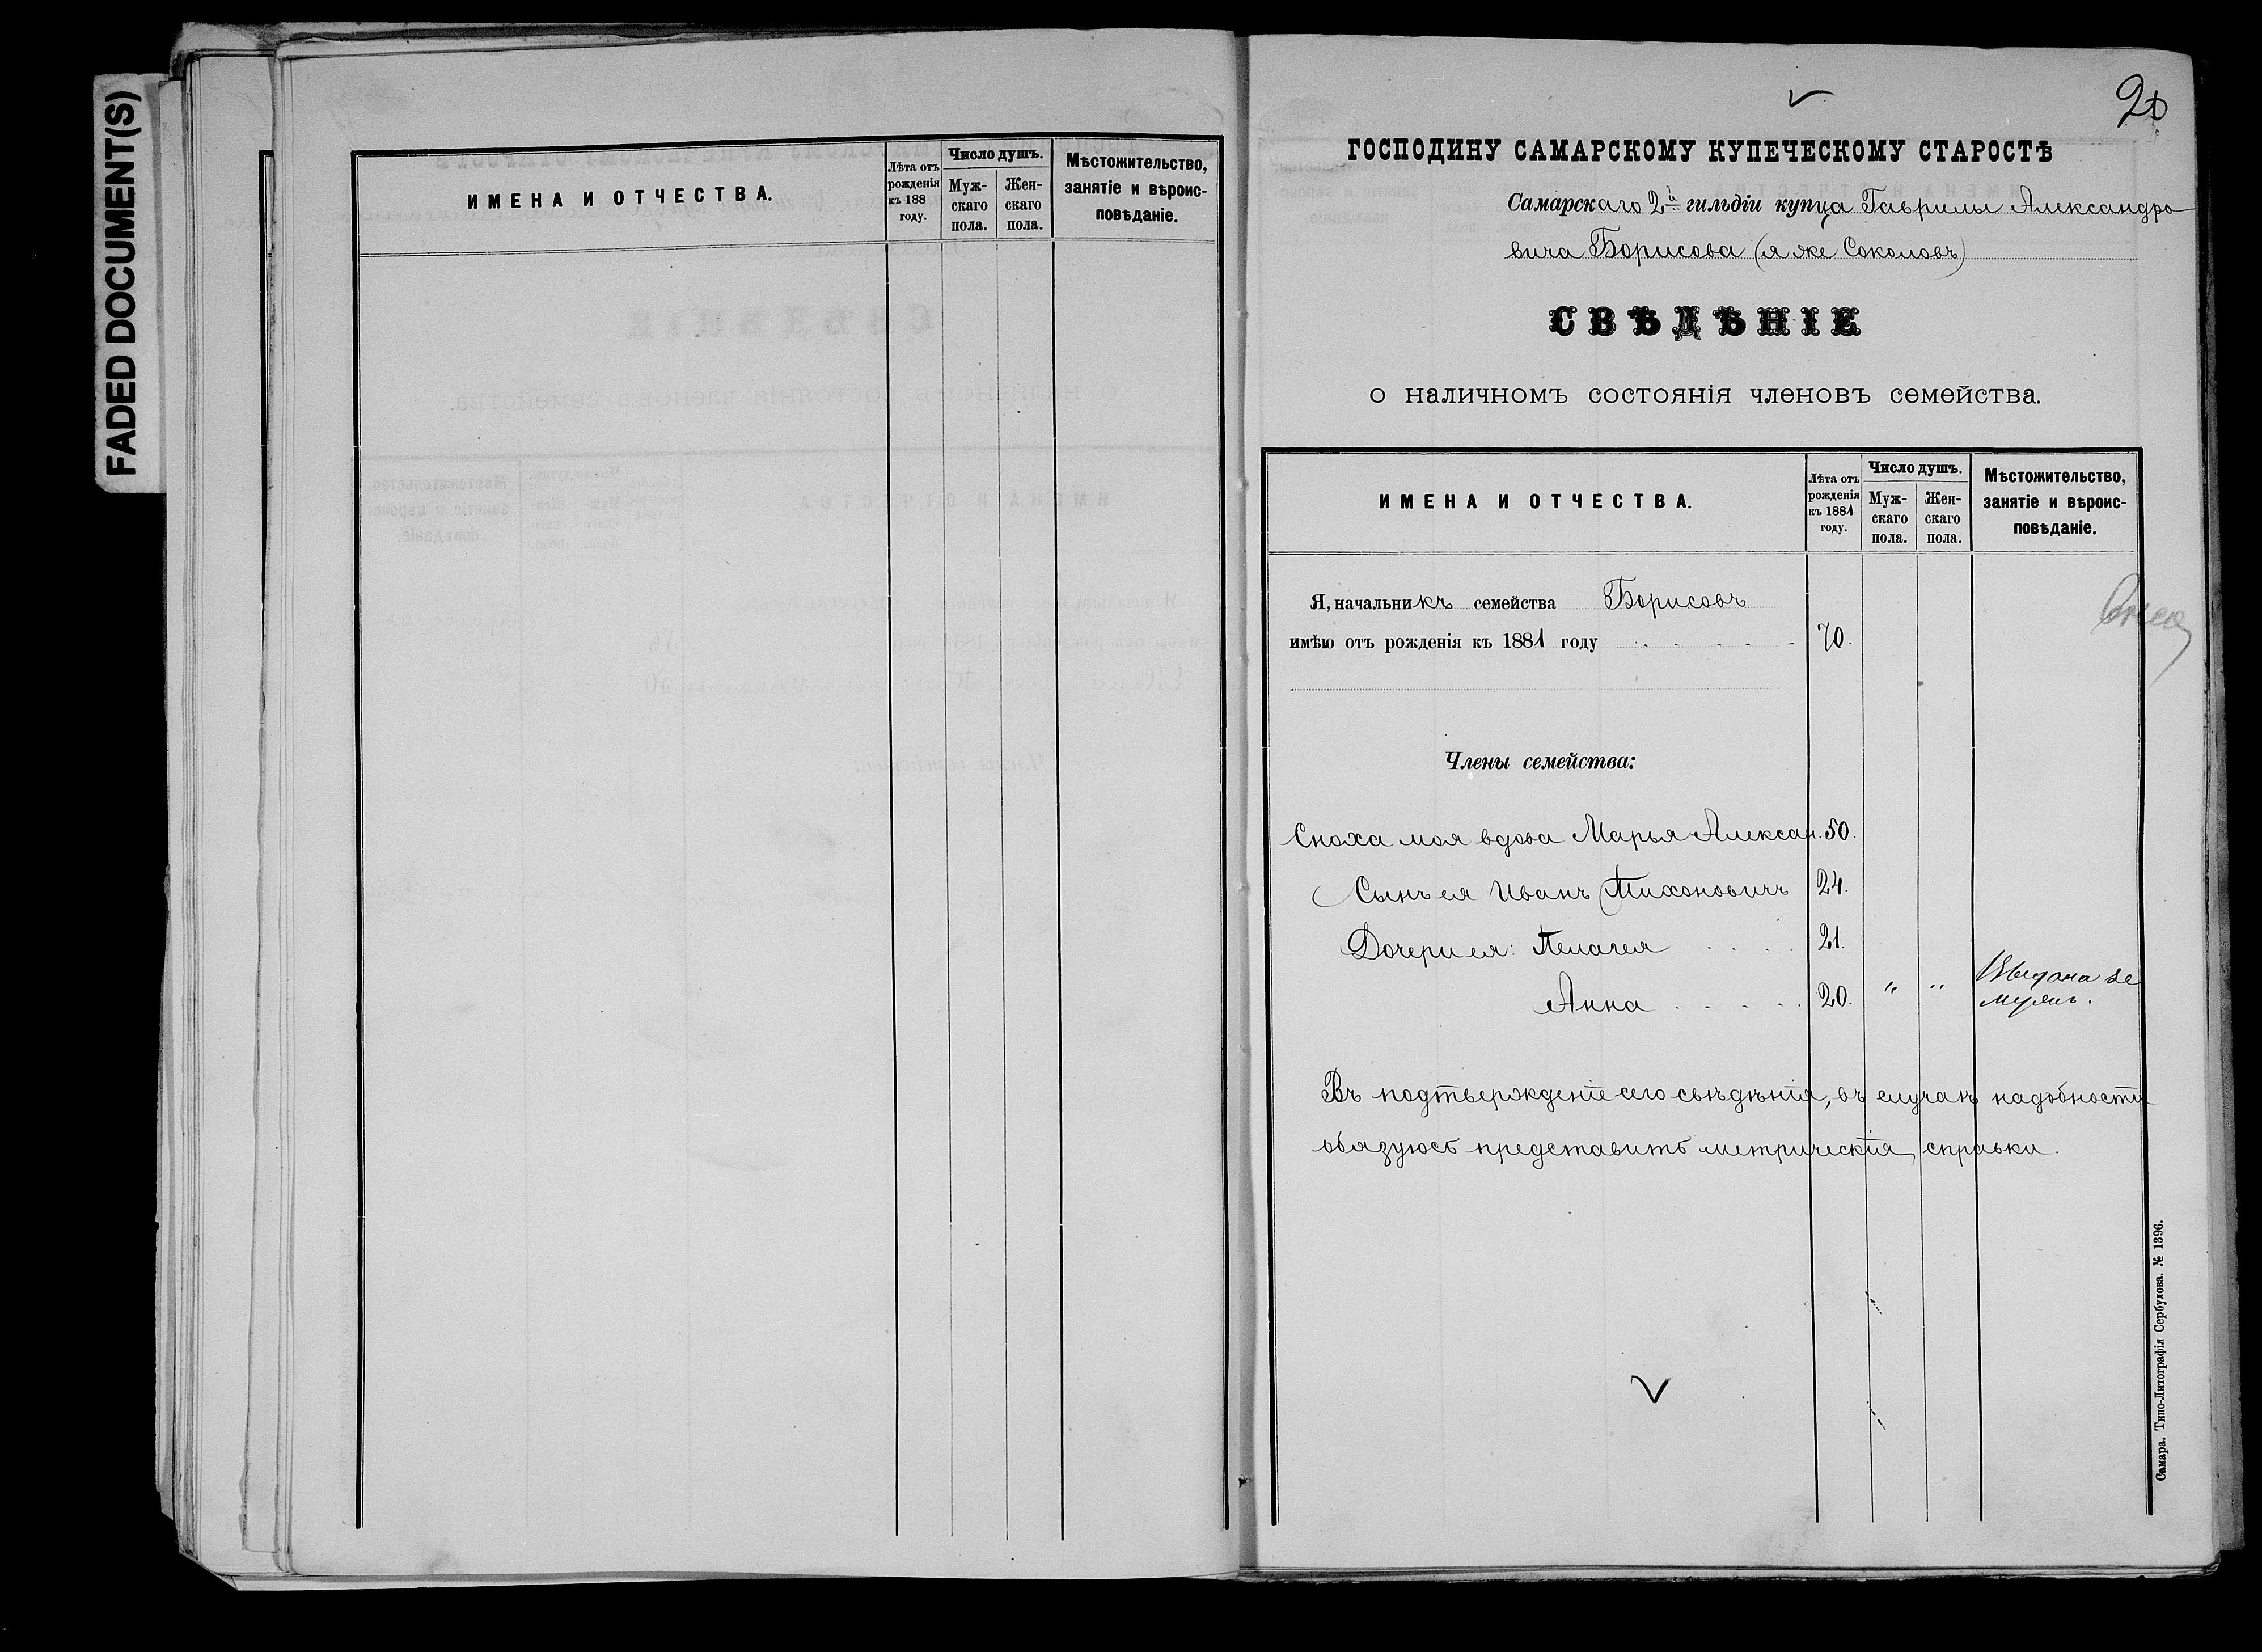 FADED DOCUMENT(S)
ИМЕНА И ОТЧЕСТВА.
Лѣта отъ
рожденія
къ 188
году.
Число душъ.
Муж-
скаго
пола.
Жен-
скаго
пола.
Мѣстожительство,
занятіе и вѣроис-
повѣданіе.
ГОСПОДИНУ САМАРСКОМУ КУПЕЧЕСКОМУ СТАРОСТѢ
Самарскаго 2й гильдіи купца Гаврилы Александро
вича Борисова (я же Соколовъ)
СВѢДѢНІЕ
о наличномъ состоянія членовъ семейства.
ИМЕНА И ОТЧЕСТВА.
Лѣта отъ
рожденія
къ 1881
году.
Число душъ.
Муж-
скаго
пола.
Жен-
скаго
пола.
Мѣстожительство,
занятіе и вѣроис-
повѣданіе.
Я, начальникъ семейства Борисовъ
имѣю отъ рожденія къ 1881 году 70.
Члены семейства:
Сноха моя вдова Марья Алексан. 50.
Сынъ ея Иванъ Тихоновичъ 24.
Дочери ея: Пелагея 21.
Анна 20. " " Выдана за
мужъ.
Въ подтвержденіе сего свѣдѣнія, въ случаѣ надобности
обязуюсь представить метрическія справки.
Самара. Типо-Литографія Сербулова. № 1396.